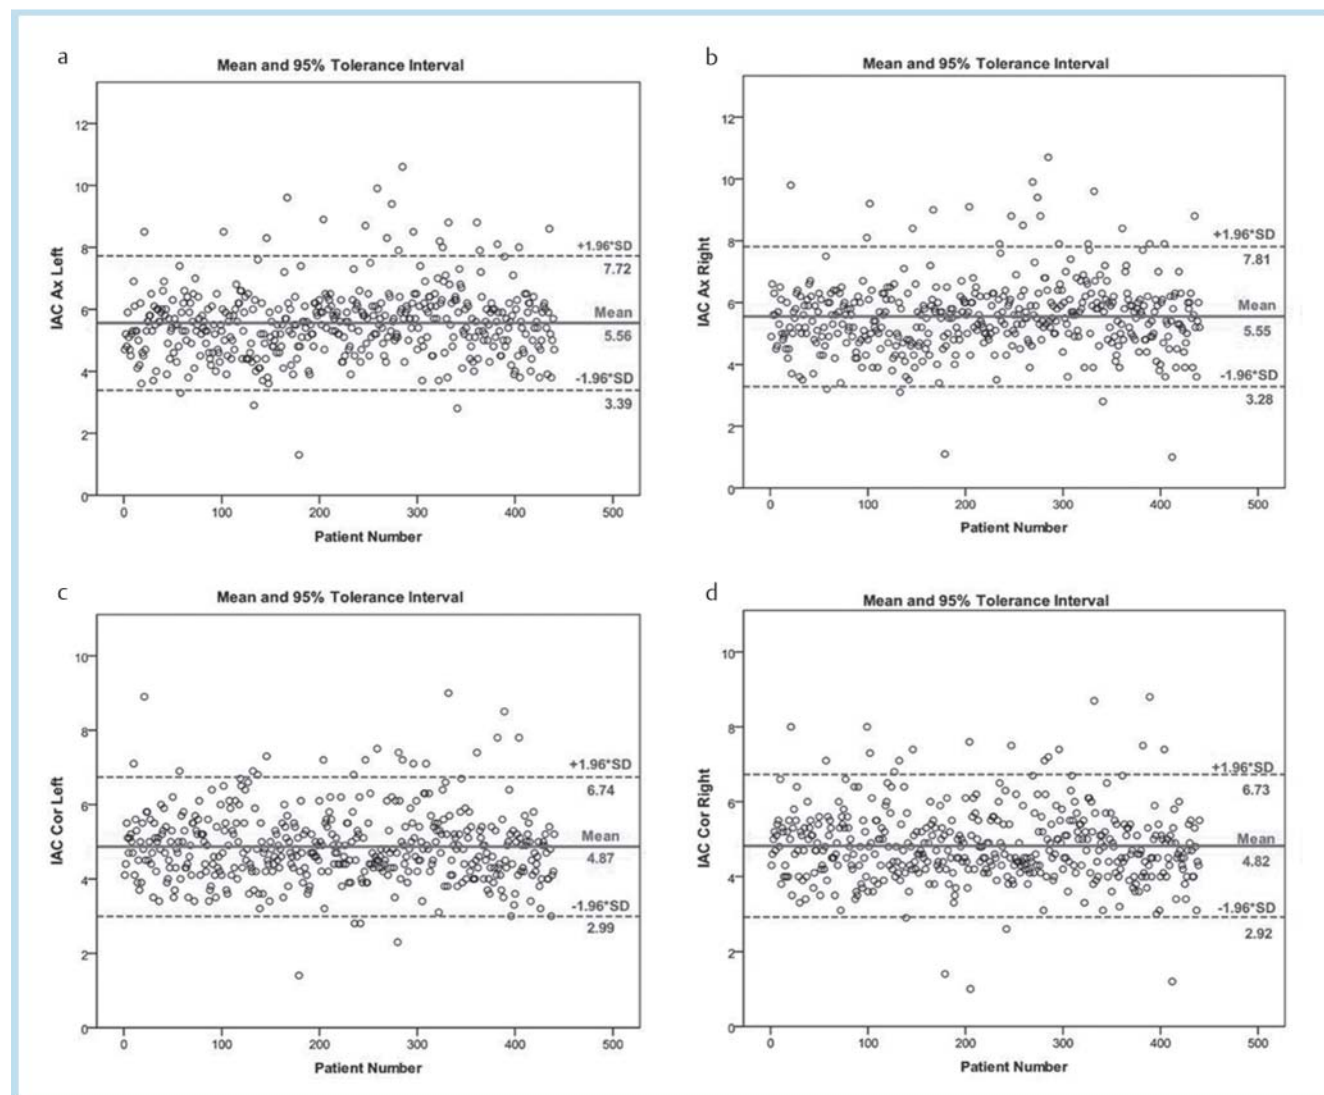 a
Mean and 95% Tolerance Interval
IAC Ax Left
12
10
8
6
4
2
0
+1.96*SD
7.72
Mean
5.56
-1.96*SD
3.39
0 100 200 300 400 500
Patient Number
b
Mean and 95% Tolerance Interval
IAC Ax Right
12
10
8
6
4
2
0
+1.96*SD
7.81
Mean
5.55
-1.96*SD
3.28
0 100 200 300 400 500
Patient Number
c
Mean and 95% Tolerance Interval
IAC Cor Left
10
8
6
4
2
0
+1.96*SD
6.74
Mean
4.87
-1.96*SD
2.99
0 100 200 300 400 500
Patient Number
d
Mean and 95% Tolerance Interval
IAC Cor Right
10
8
6
4
2
0
+1.96*SD
6.73
Mean
4.82
-1.96*SD
2.92
0 100 200 300 400 500
Patient Number